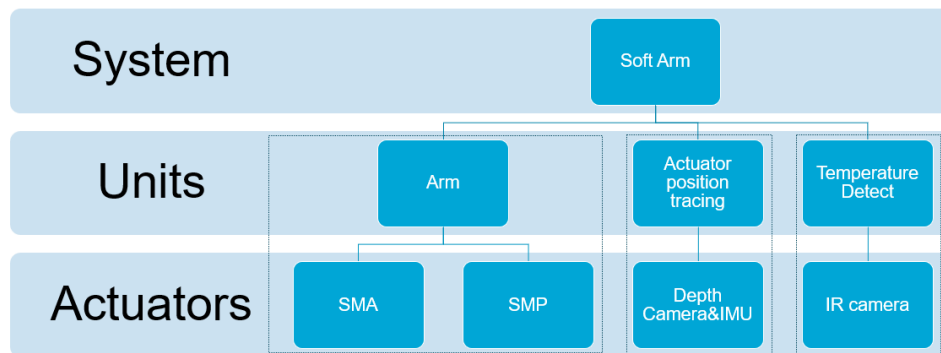 System
Soft Arm
Units
Arm
Actuator
position
tracing
Temperature
Detect
Actuators
SMA
SMP
Depth
Camera&IMU
IR camera